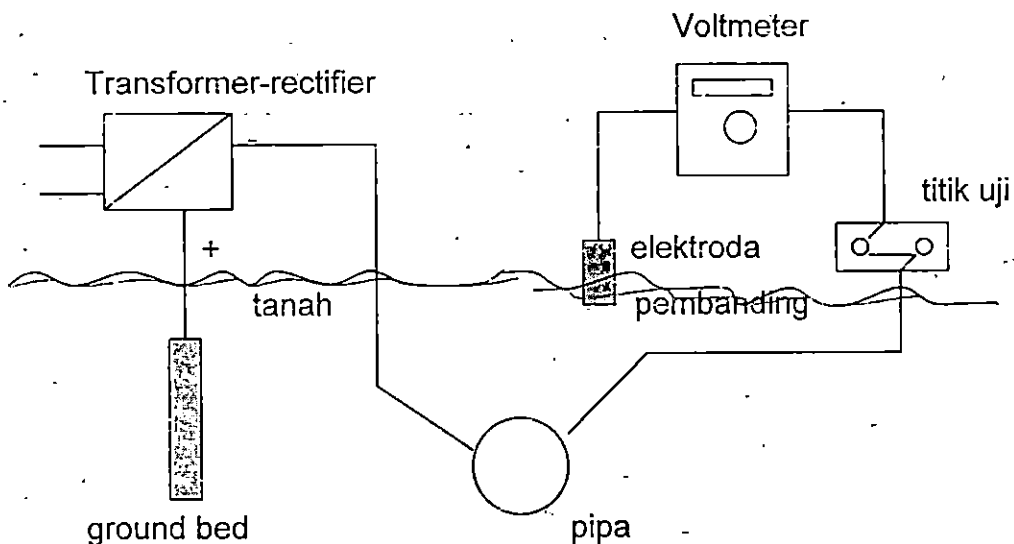 Voltmeter
Transformer-rectifier
titik uji
+
elektroda
tanah
pembanding
ground bed
pipa